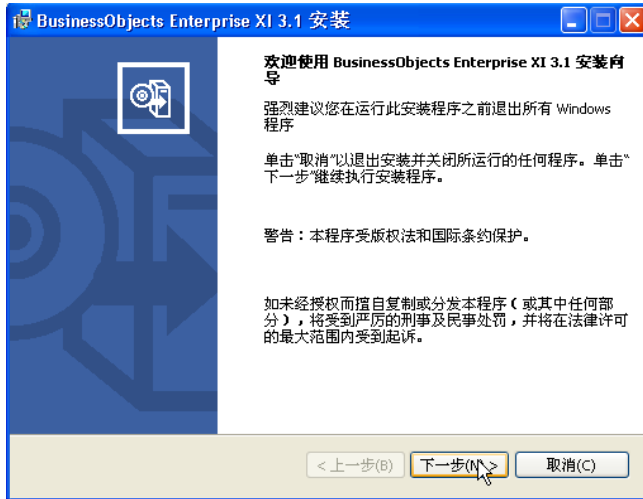 BusinessObjects Enterprise XI 3.1 安装
欢迎使用 BusinessObjects Enterprise XI 3.1 安装向
导
强烈建议您在运行此安装程序之前退出所有 Windows
程序
单击“取消”以退出安装并关闭所运行的任何程序。单击“
下一步”继续执行安装程序。
警告：本程序受版权法和国际条约保护。
如未经授权而擅自复制或分发本程序（或其中任何部
分），将受到严厉的刑事及民事处罚，并将在法律许可
的最大范围内受到起诉。
<上一步(B) 下一步(N)> 取消(C)